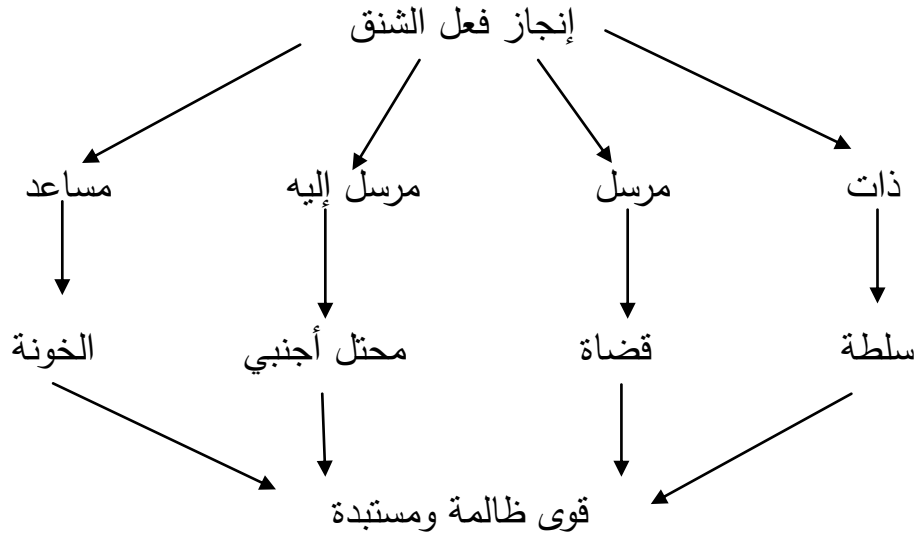 إنجاز فعل الشنق
ذات مرسل مرسل إليه مساعد
سلطة قضاة محتل أجنبي الخونة
قوى ظالمة ومستبدة